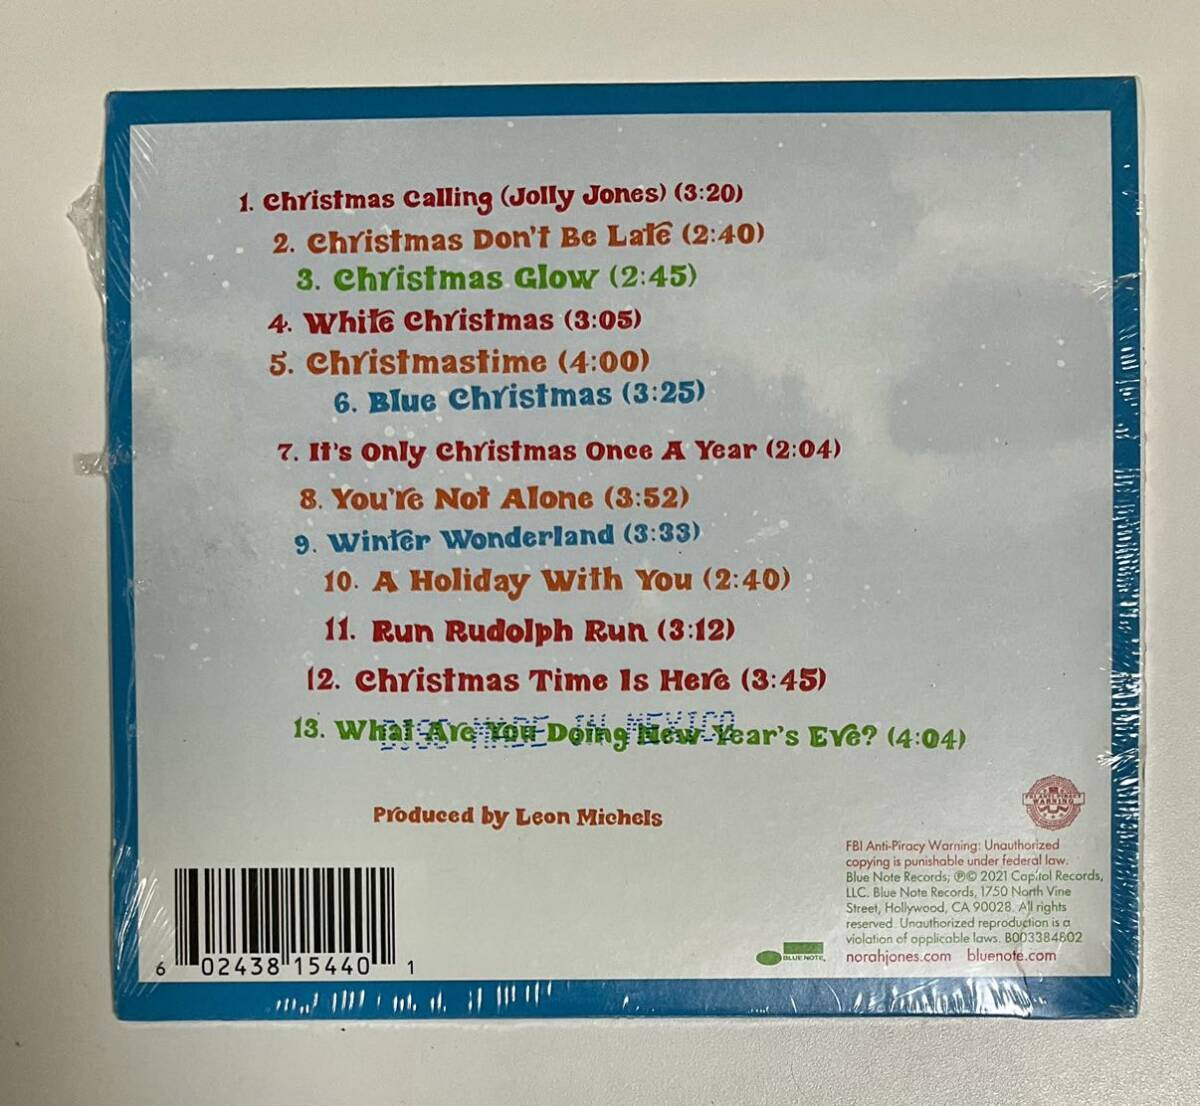 1. Christmas Calling (Jolly Jones) (3:20)
2. Christmas Don't Be Late (2:40)
3. Christmas Glow (2:45)
4. White Christmas (3:05)
5. Christmastime (4:00)
6. Blue Christmas (3:25)
7. It's Only Christmas Once A Year (2:04)
8. You're Not Alone (3:52)
9. Winter Wonderland (3:33)
10. A Holiday With You (2:40)
11. Run Rudolph Run (3:12)
12. Christmas Time Is Here (3:45)
DISC MADE IN MEXICO
13. What Are You Doing New Year's Eve? (4:04)
Produced by Leon Michels
FBI ANTI-PIRACY
WARNING
FBI Anti-Piracy Warning: Unauthorized
copying is punishable under federal law.
Blue Note Records; ℗© 2021 Capitol Records,
LLC. Blue Note Records, 1750 North Vine
Street, Hollywood, CA 90028. All rights
reserved. Unauthorized reproduction is a
violation of applicable laws. B003384802
norahjones.com bluenote.com
BLUE NOTE.
6 02438 15440 1